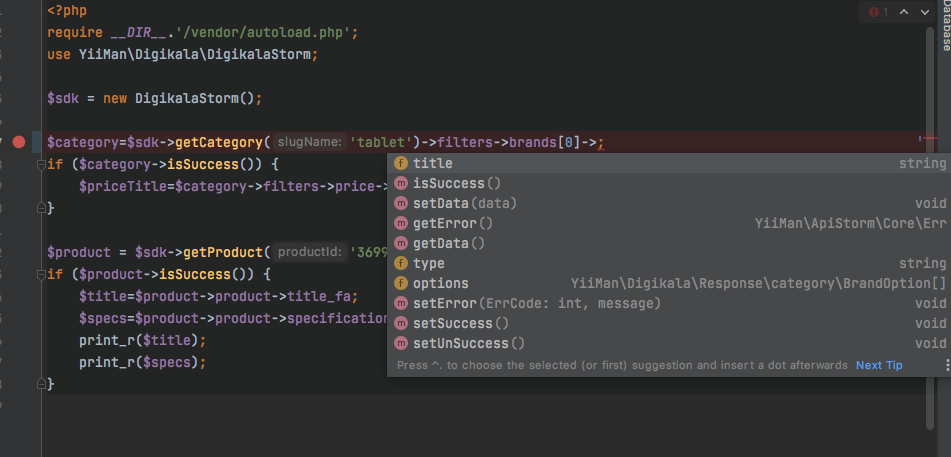 <?php
1
Database
require __DIR__.'/vendor/autoload.php';
use YiiMan\Digikala\DigikalaStorm;
$sdk = new DigikalaStorm();
$category=$sdk->getCategory( slugName: 'tablet')->filters->brands[0]->;
if ($category->isSuccess()) {
$priceTitle=$category->filters->price->
}
$product = $sdk->getProduct( productId: '3699
if ($product->isSuccess()) {
$title=$product->product->title_fa;
$specs=$product->product->specification
print_r($title);
print_r($specs);
}
f title string
m isSuccess()
m setData(data) void
m getError() YiiMan\ApiStorm\Core\Err
m getData()
f type string
f options YiiMan\Digikala\Response\category\BrandOption[]
m setError(ErrCode: int, message) void
m setSuccess() void
m setUnSuccess() void
Press ^. to choose the selected (or first) suggestion and insert a dot afterwards Next Tip